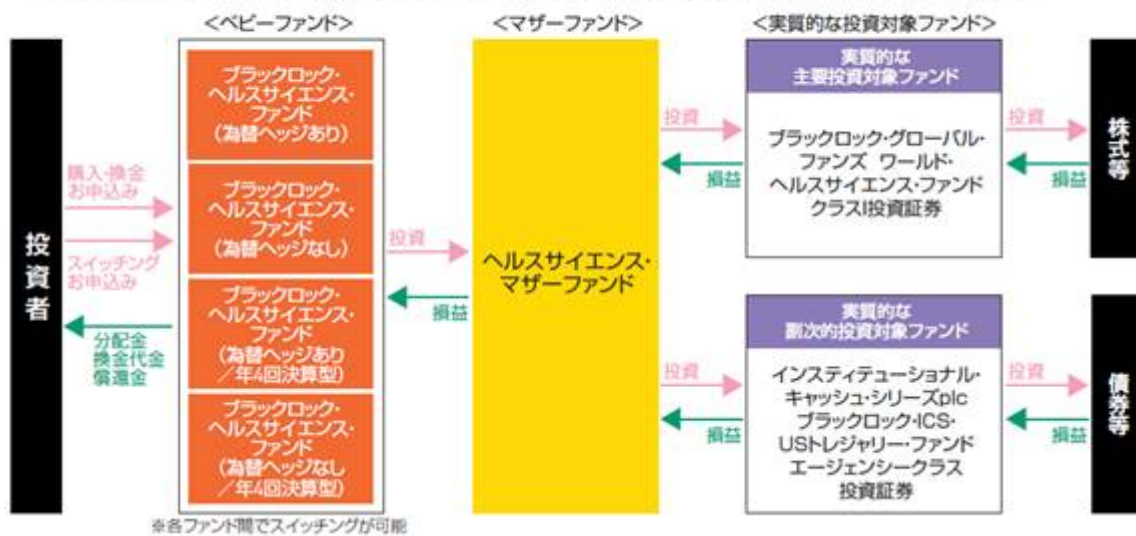 <ベビーファンド>
<マザーファンド>
<実質的な投資対象ファンド>
投資者
購入・換金
お申込み
スイッチング
お申込み
分配金
換金代金
償還金
ブラックロック・
ヘルスサイエンス・
ファンド
(為替ヘッジあり)
ブラックロック・
ヘルスサイエンス・
ファンド
(為替ヘッジなし)
ブラックロック・
ヘルスサイエンス・
ファンド
(為替ヘッジあり
/年4回決算型)
ブラックロック・
ヘルスサイエンス・
ファンド
(為替ヘッジなし
/年4回決算型)
※各ファンド間でスイッチングが可能
投資
損益
ヘルスサイエンス・
マザーファンド
投資
損益
実質的な
主要投資対象ファンド
ブラックロック・グローバル・
ファンズ ワールド・
ヘルスサイエンス・ファンド
クラスI投資証券
投資
損益
株式等
投資
損益
実質的な
副次的投資対象ファンド
インスティテューショナル・
キャッシュ・シリーズplc
ブラックロック・ICS・
USトレジャリー・ファンド
エージェンシークラス
投資証券
投資
損益
債券等